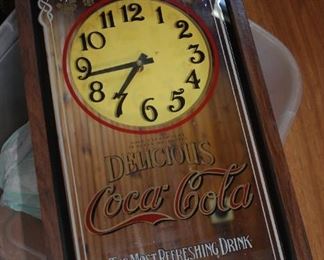 12
11 1
10 2
9 3
8 4
7 5
6
DELICIOUS
Coca-Cola
THE MOST REFRESHING DRINK